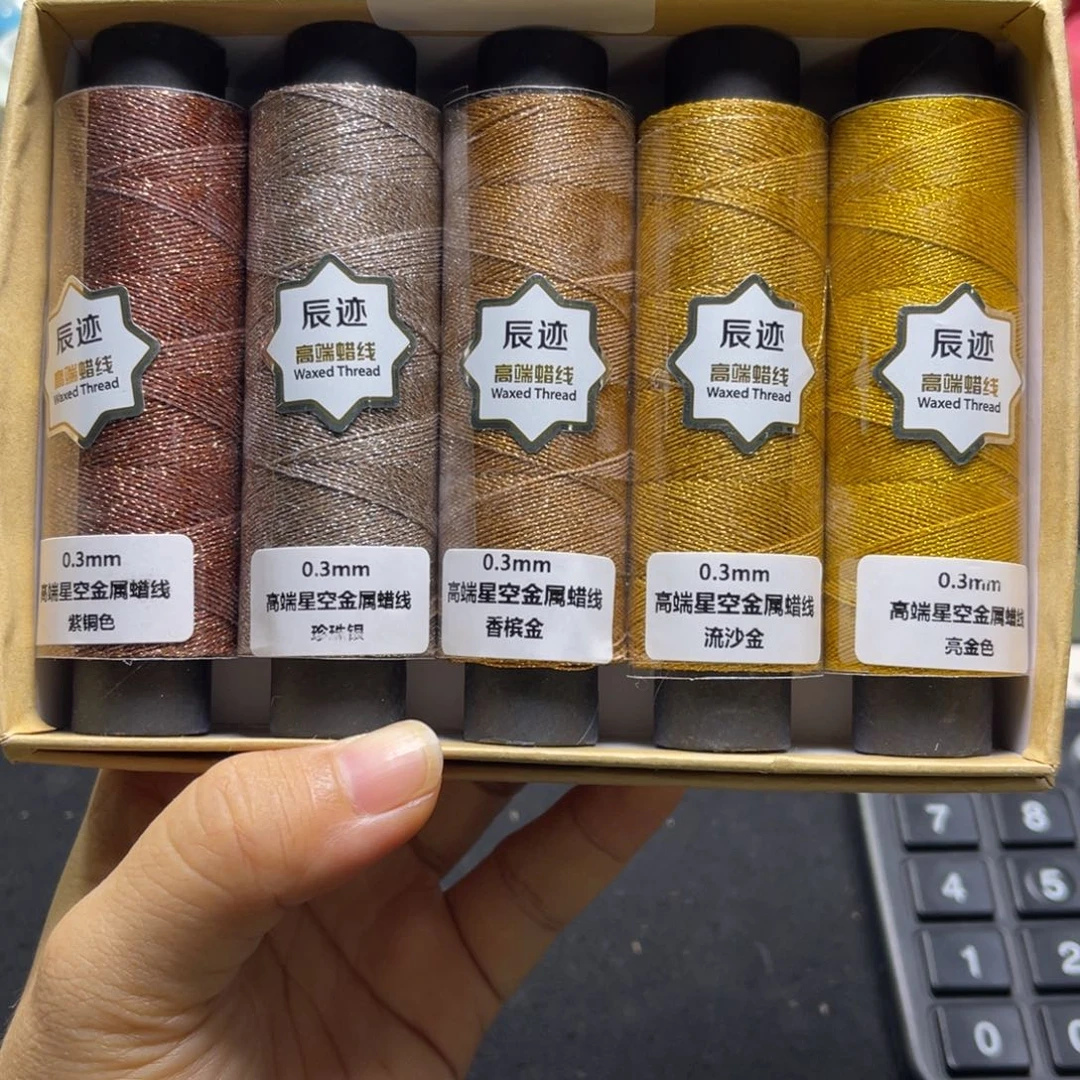 辰迹
高端蜡线
Waxed Thread
0.3mm
高端星空金属蜡线
紫铜色
辰迹
高端蜡线
Waxed Thread
0.3mm
高端星空金属蜡线
珍珠银
辰迹
高端蜡线
Waxed Thread
0.3mm
高端星空金属蜡线
香槟金
辰迹
高端蜡线
Waxed Thread
0.3mm
高端星空金属蜡线
流沙金
辰迹
高端蜡线
Waxed Thread
0.3mm
高端星空金属蜡线
亮金色
7 8
4 5
1 2
0 0